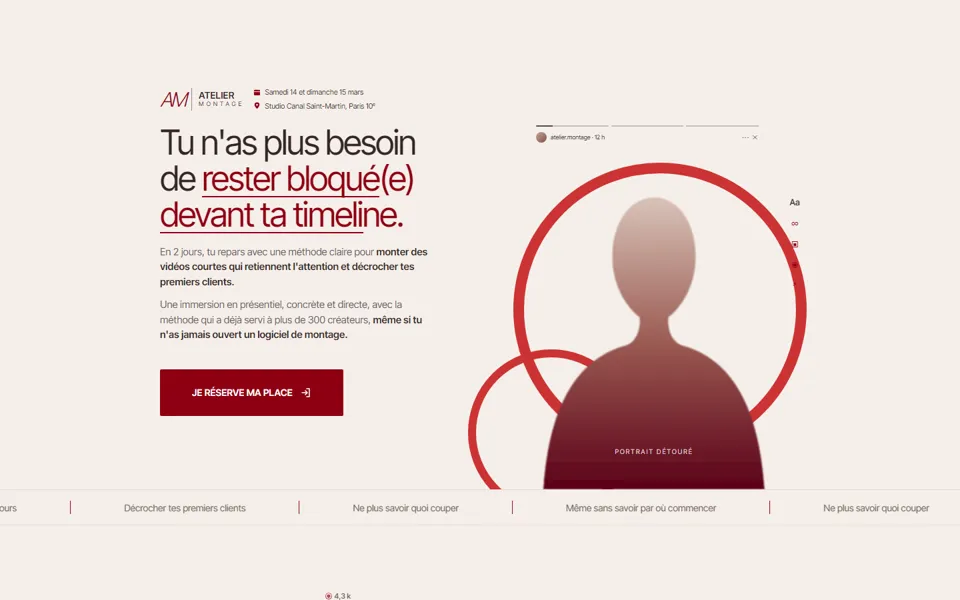 AM ATELIER
MONTAGE
Samedi 14 et dimanche 15 mars
Studio Canal Saint-Martin, Paris 10ᵉ
Tu n'as plus besoin
de rester bloqué(e)
devant ta timeline.
En 2 jours, tu repars avec une méthode claire pour monter des
vidéos courtes qui retiennent l'attention et décrocher tes
premiers clients.
Une immersion en présentiel, concrète et directe, avec la
méthode qui a déjà servi à plus de 300 créateurs, même si tu
n'as jamais ouvert un logiciel de montage.
JE RÉSERVE MA PLACE
atelier.montage · 12 h
Aa
PORTRAIT DÉTOURÉ
ours
Décrocher tes premiers clients
Ne plus savoir quoi couper
Même sans savoir par où commencer
Ne plus savoir quoi couper
4,3 k